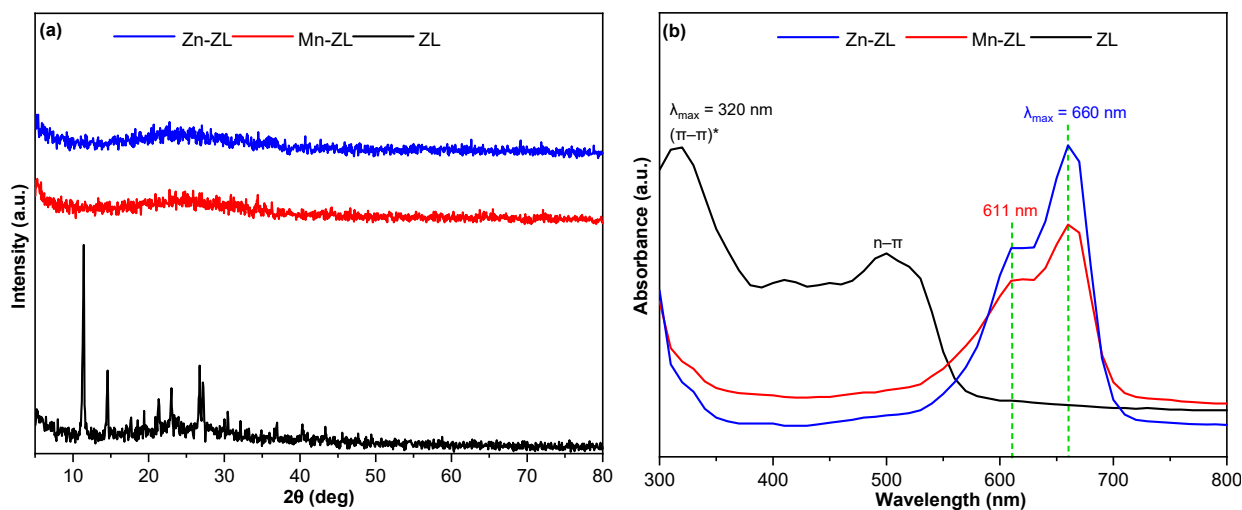 (a)
Zn-ZL Mn-ZL ZL
Intensity (a.u.)
10 20 30 40 50 60 70 80
2θ (deg)
(b)
Zn-ZL Mn-ZL ZL
λmax = 320 nm
(π–π)*
λmax = 660 nm
611 nm
n–π
Absorbance (a.u.)
300 400 500 600 700 800
Wavelength (nm)